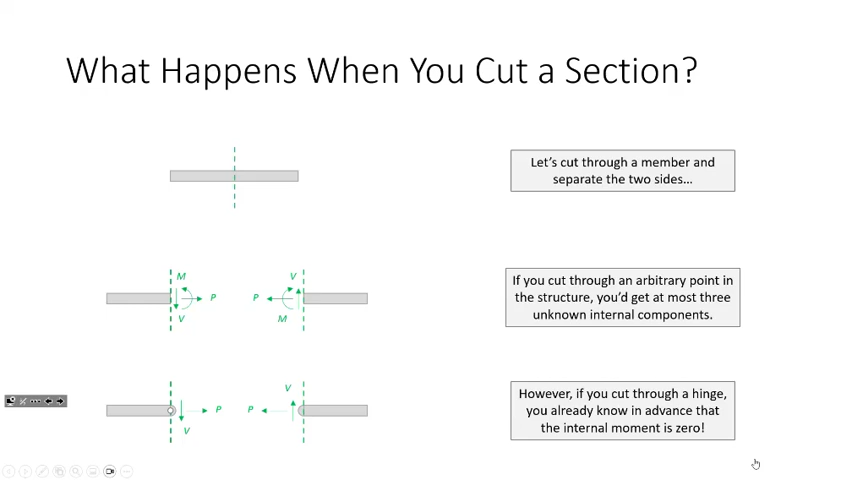 What Happens When You Cut a Section?
Let's cut through a member and
separate the two sides...
M
P
V
V
P
M
If you cut through an arbitrary point in
the structure, you'd get at most three
unknown internal components.
P
V
V
P
However, if you cut through a hinge,
you already know in advance that
the internal moment is zero!